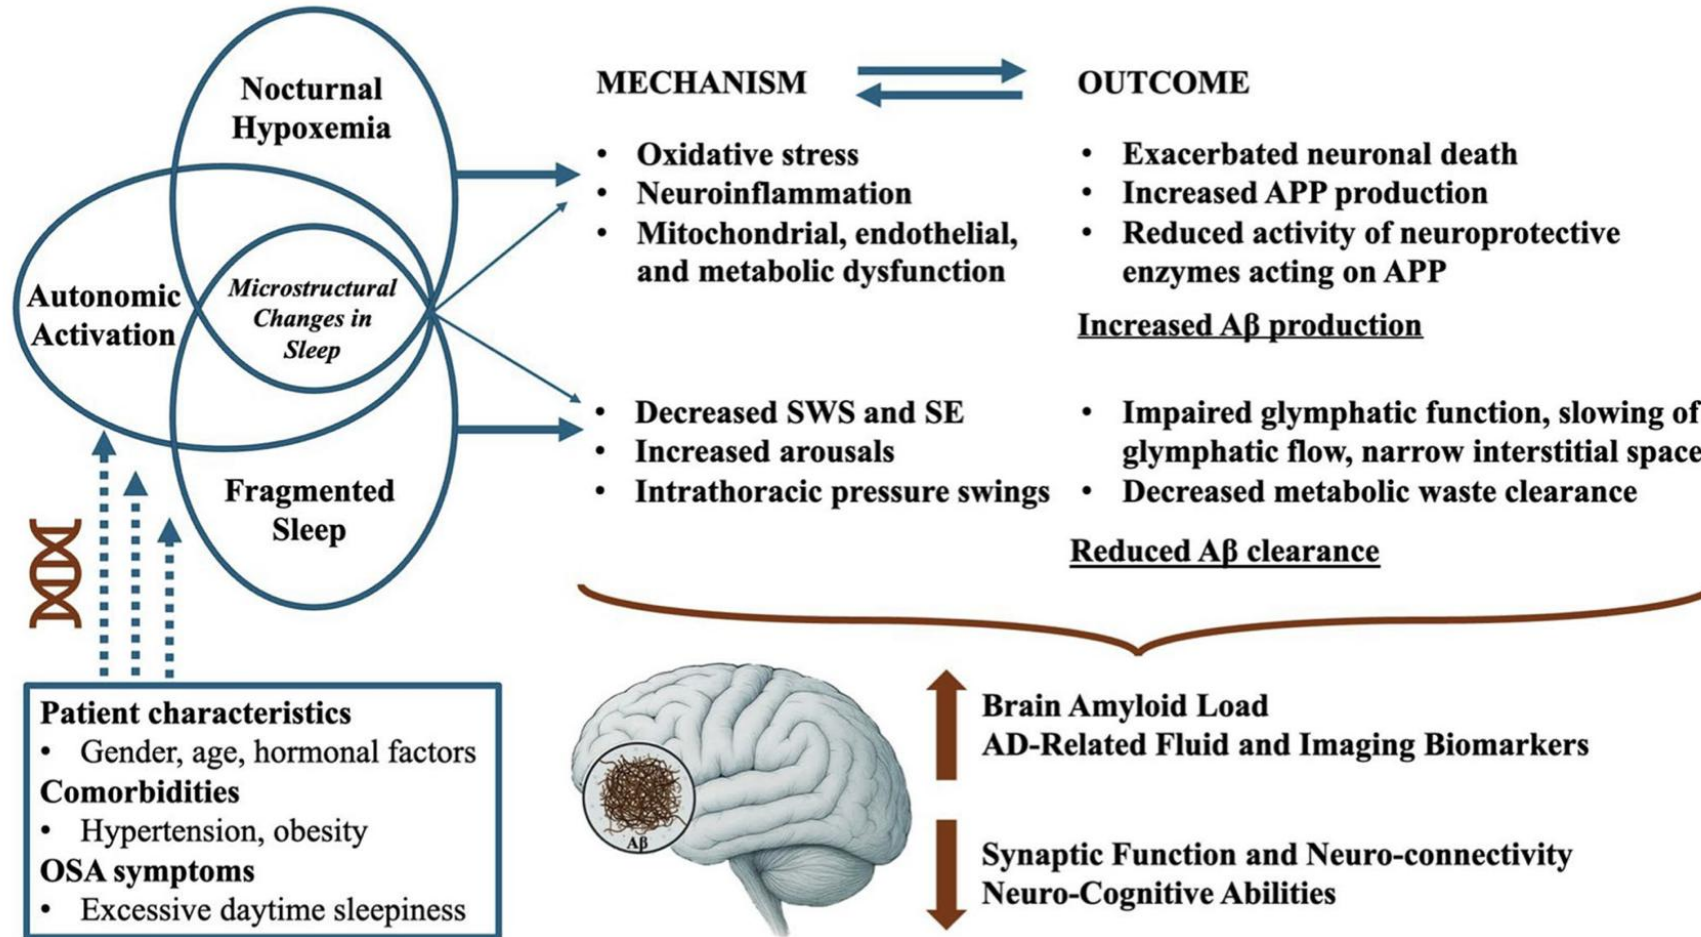 Nocturnal
Hypoxemia
Autonomic
Activation
Microstructural
Changes in
Sleep
Fragmented
Sleep
MECHANISM
• Oxidative stress
• Neuroinflammation
• Mitochondrial, endothelial,
and metabolic dysfunction
• Decreased SWS and SE
• Increased arousals
• Intrathoracic pressure swings
OUTCOME
• Exacerbated neuronal death
• Increased APP production
• Reduced activity of neuroprotective
enzymes acting on APP
Increased Aβ production
• Impaired glymphatic function, slowing of
glymphatic flow, narrow interstitial space
• Decreased metabolic waste clearance
Reduced Aβ clearance
Patient characteristics
• Gender, age, hormonal factors
Comorbidities
• Hypertension, obesity
OSA symptoms
• Excessive daytime sleepiness
Aβ
Brain Amyloid Load
AD-Related Fluid and Imaging Biomarkers
Synaptic Function and Neuro-connectivity
Neuro-Cognitive Abilities